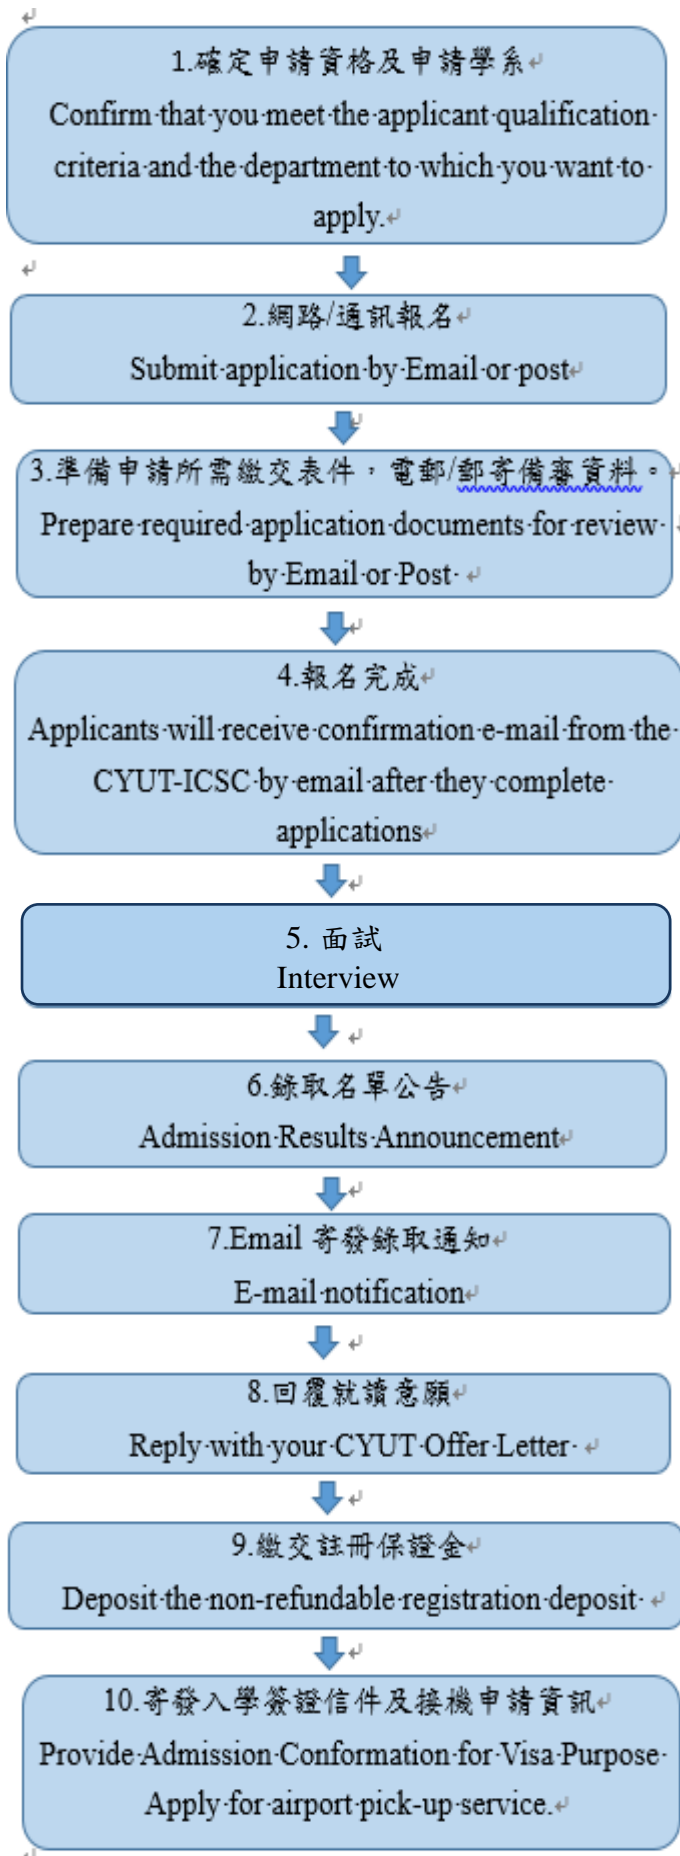 1.確定申請資格及申請學系
Confirm that you meet the applicant qualification
criteria and the department to which you want to
apply.
2.網路/通訊報名
Submit application by Email or post
3.準備申請所需繳交表件，電郵/郵寄備審資料。
Prepare required application documents for review
by Email or Post
4.報名完成
Applicants will receive confirmation e-mail from the
CYUT-ICSC by email after they complete
applications
5. 面試
Interview
6.錄取名單公告
Admission Results Announcement
7.Email 寄發錄取通知
E-mail notification
8.回覆就讀意願
Reply with your CYUT Offer Letter
9.繳交註冊保證金
Deposit the non-refundable registration deposit
10.寄發入學簽證信件及接機申請資訊
Provide Admission Conformation for Visa Purpose
Apply for airport pick-up service.